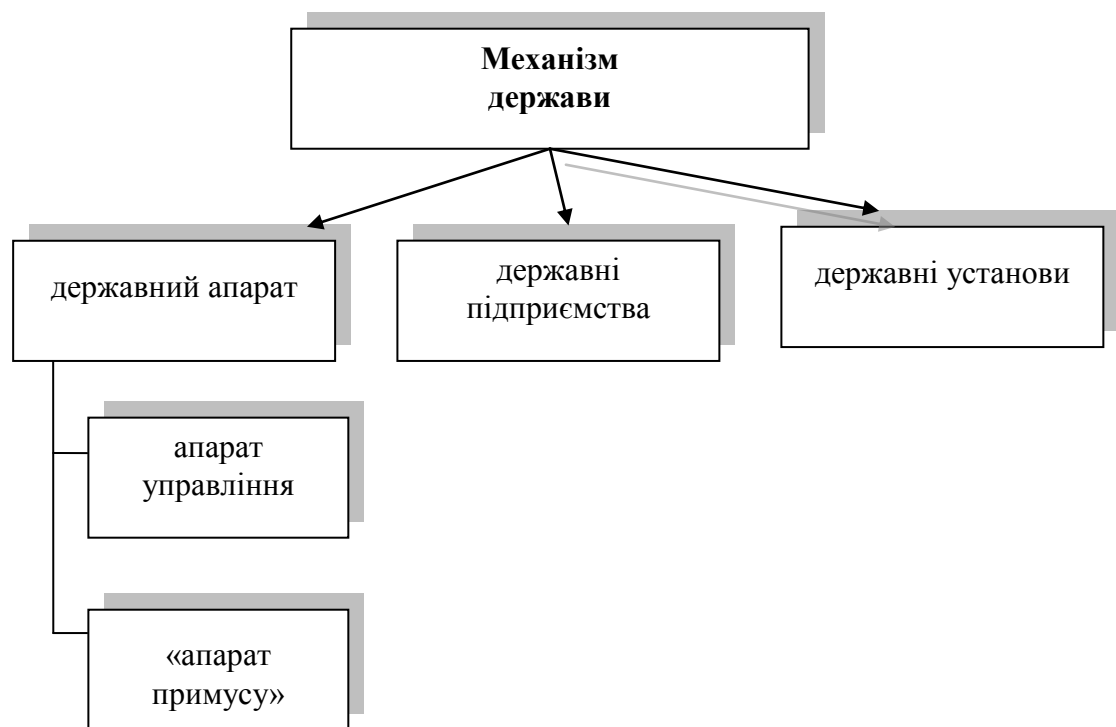 Механізм
держави
державний апарат
державні
підприємства
державні установи
апарат
управління
«апарат
примусу»